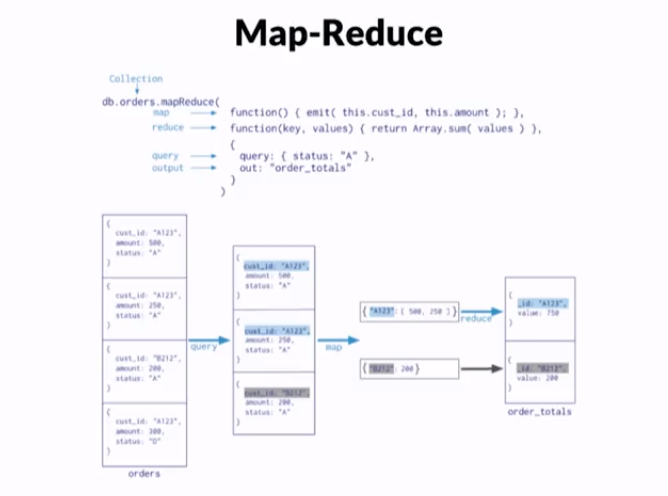 Map-Reduce
Collection
db.orders.mapReduce(
map function() { emit( this.cust_id, this.amount ); },
reduce function(key, values) { return Array.sum( values ) },
{
query query: { status: "A" },
output out: "order_totals"
}
)
{
cust_id: "A123",
amount: 500,
status: "A"
}
{
cust_id: "A123",
amount: 250,
status: "A"
}
{
cust_id: "B212",
amount: 200,
status: "A"
}
{
cust_id: "A123",
amount: 300,
status: "D"
}
orders
query
{
cust_id: "A123",
amount: 500,
status: "A"
}
{
cust_id: "A123",
amount: 250,
status: "A"
}
{
cust_id: "B212",
amount: 200,
status: "A"
}
map
{ "A123": [ 500, 250 ] }
{ "B212": 200 }
reduce
{
_id: "A123",
value: 750
}
{
_id: "B212",
value: 200
}
order_totals